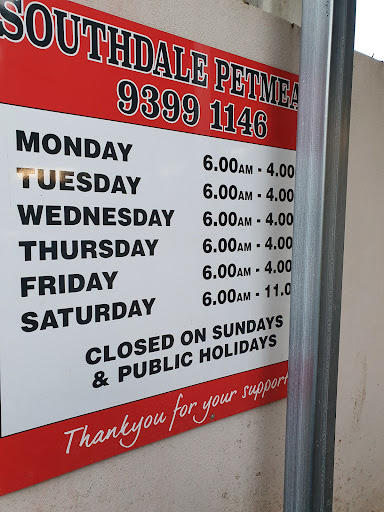 SOUTHDALE PETMEA
9399 1146
MONDAY 6.00AM - 4.00
TUESDAY 6.00AM - 4.00
WEDNESDAY 6.00AM - 4.00
THURSDAY 6.00AM - 4.00
FRIDAY 6.00AM - 4.00
SATURDAY 6.00AM - 11.0
CLOSED ON SUNDAYS
& PUBLIC HOLIDAYS
Thankyou for your support